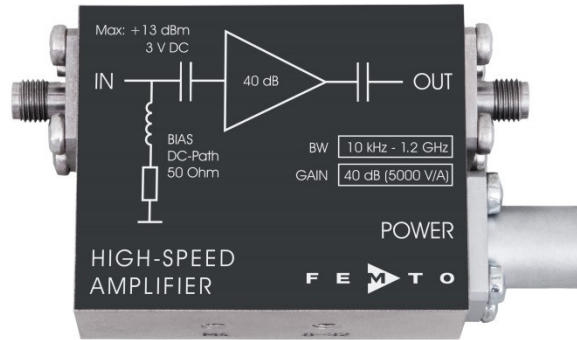 Max: +13 dBm
3 V DC
IN
40 dB
OUT
BIAS
DC-Path
50 Ohm
BW 10 kHz - 1.2 GHz
GAIN 40 dB (5000 V/A)
POWER
HIGH-SPEED
AMPLIFIER
FEMTO